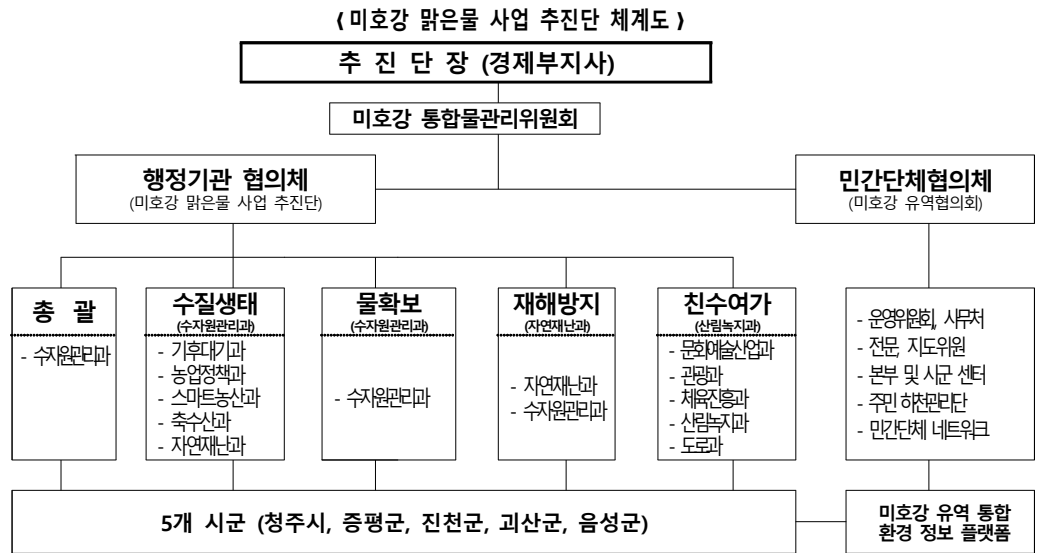 ( 미호강 맑은물 사업 추진단 체계도 )
추 진 단 장 (경제부지사)
미호강 통합물관리위원회
행정기관 협의체
(미호강 맑은물 사업 추진단)
민간단체협의체
(미호강 유역협의회)
총 괄
- 수자원관리과
수질생태
(수자원관리과)
- 기후대기과
- 농업정책과
- 스마트농산과
- 축수산과
- 자연재난과
물확보
(수자원관리과)
- 수자원관리과
재해방지
(자연재난과)
- 자연재난과
- 수자원관리과
친수여가
(산림녹지과)
- 문화예술산업과
- 관광과
- 체육진흥과
- 산림녹지과
- 도로과
- 운영위원회, 사무처
- 전문, 지도위원
- 본부 및 시군 센터
- 주민 하천관리단
- 민간단체 네트워크
5개 시군 (청주시, 증평군, 진천군, 괴산군, 음성군)
미호강 유역 통합
환경 정보 플랫폼